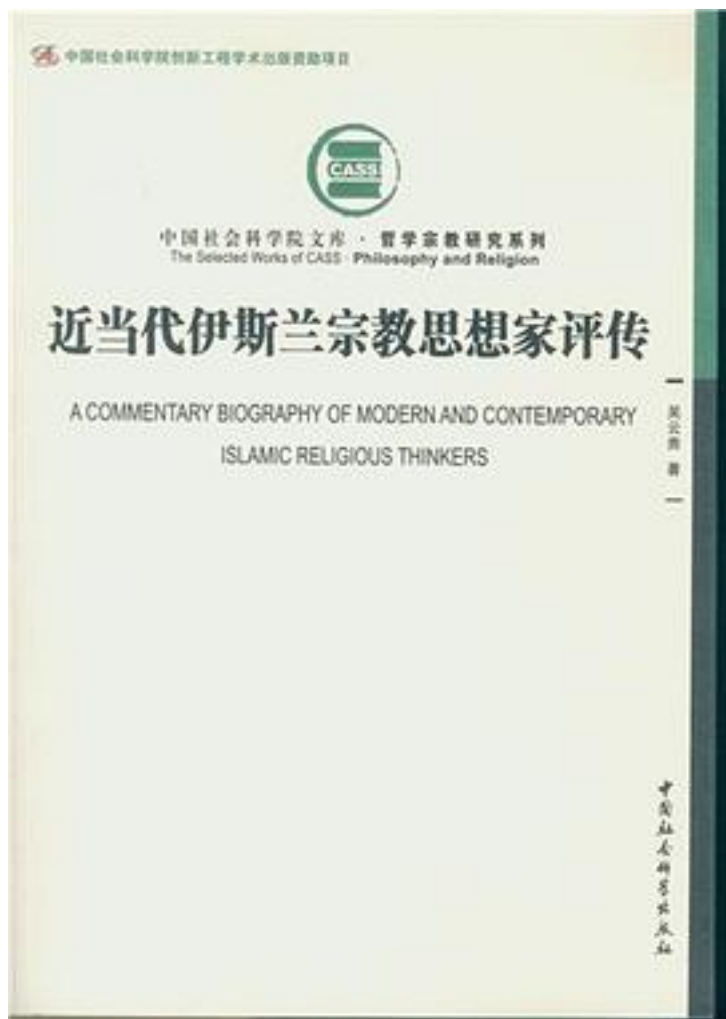 中国社会科学院创新工程学术出版资助项目
CASS
中国社会科学院文库·哲学宗教研究系列
The Selected Works of CASS · Philosophy and Religion
近当代伊斯兰宗教思想家评传
A COMMENTARY BIOGRAPHY OF MODERN AND CONTEMPORARY
ISLAMIC RELIGIOUS THINKERS
吴云贵 著
中国社会科学出版社